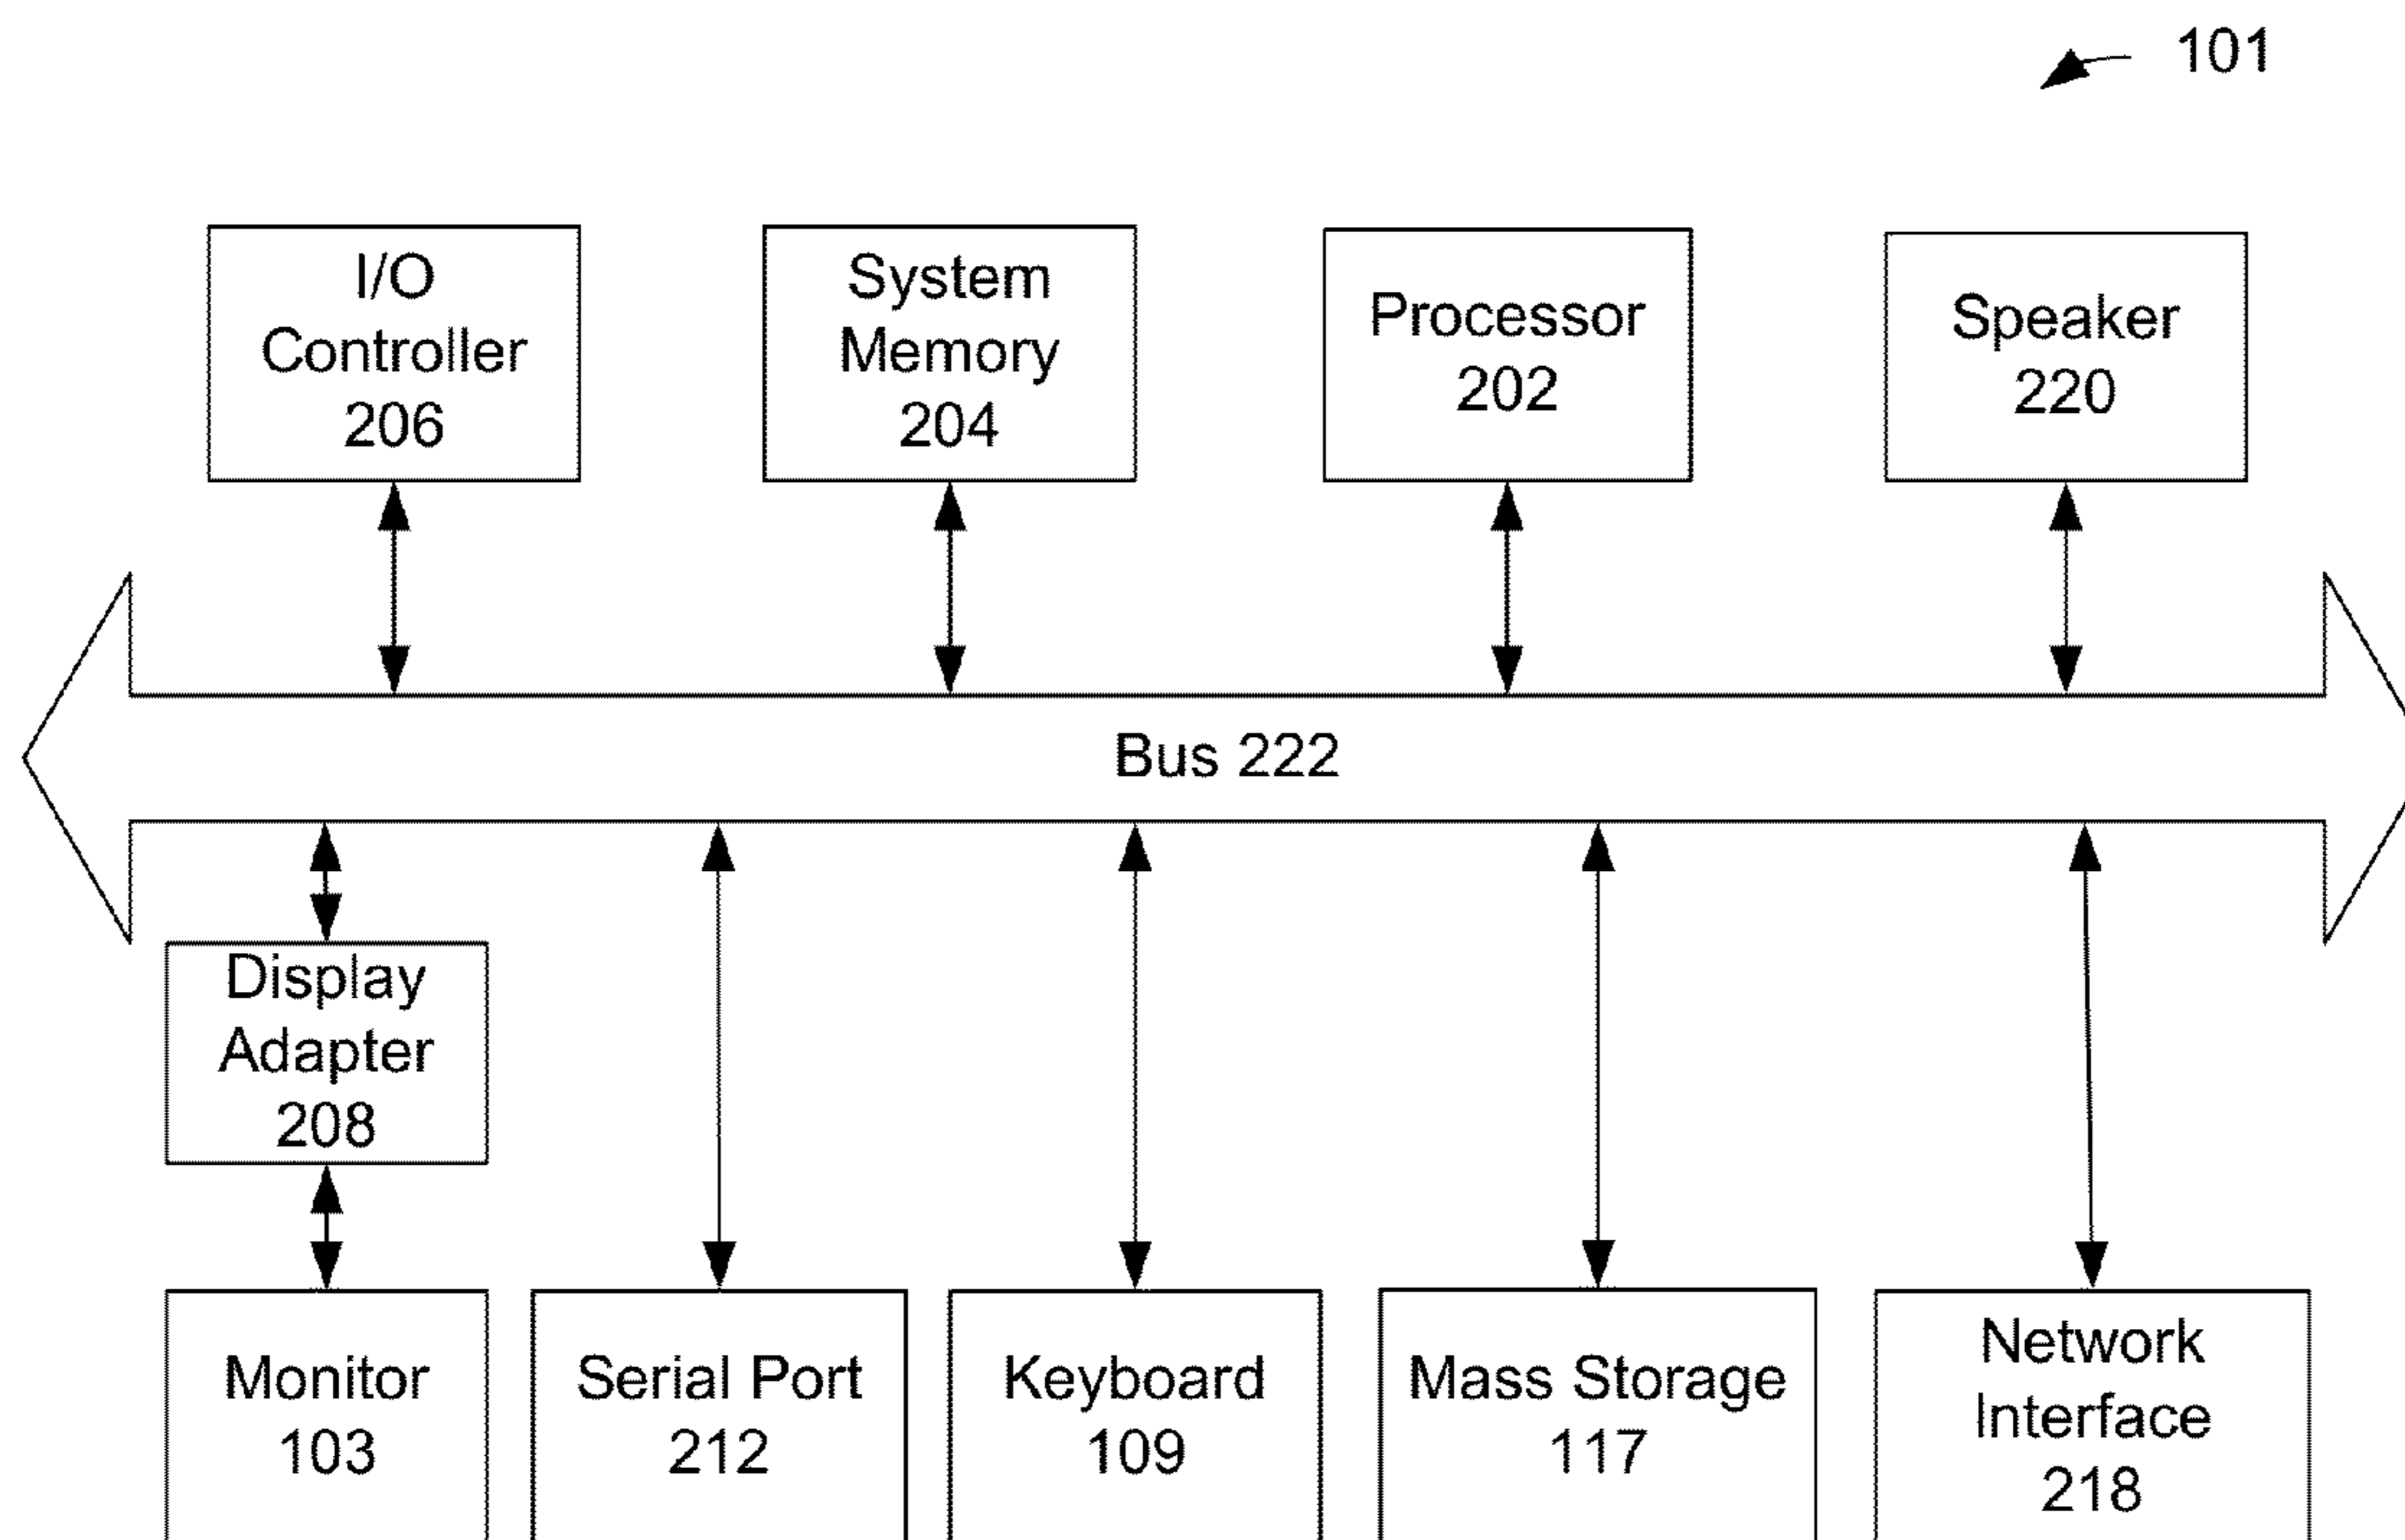 101
I/O
Controller
206
System
Memory
204
Processor
202
Speaker
220
Bus 222
Display
Adapter
208
Monitor
103
Serial Port
212
Keyboard
109
Mass Storage
117
Network
Interface
218